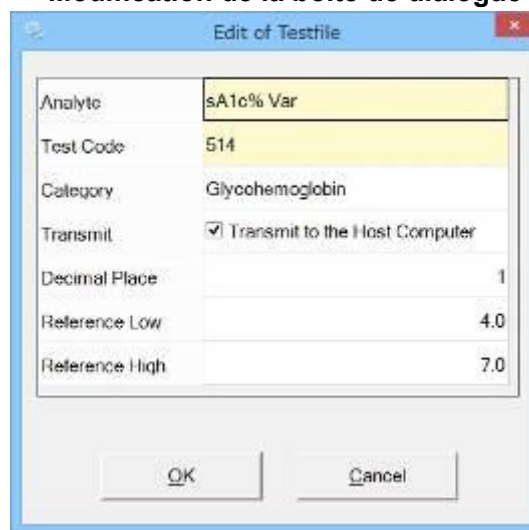 Modification de la boîte de dialogue
Edit of Testfile
Analyte sA1c% Var
Test Code 514
Category Glycohemoglobin
Transmit Transmit to the Host Computer
Decimal Place 1
Reference Low 4.0
Reference High 7.0
OK Cancel